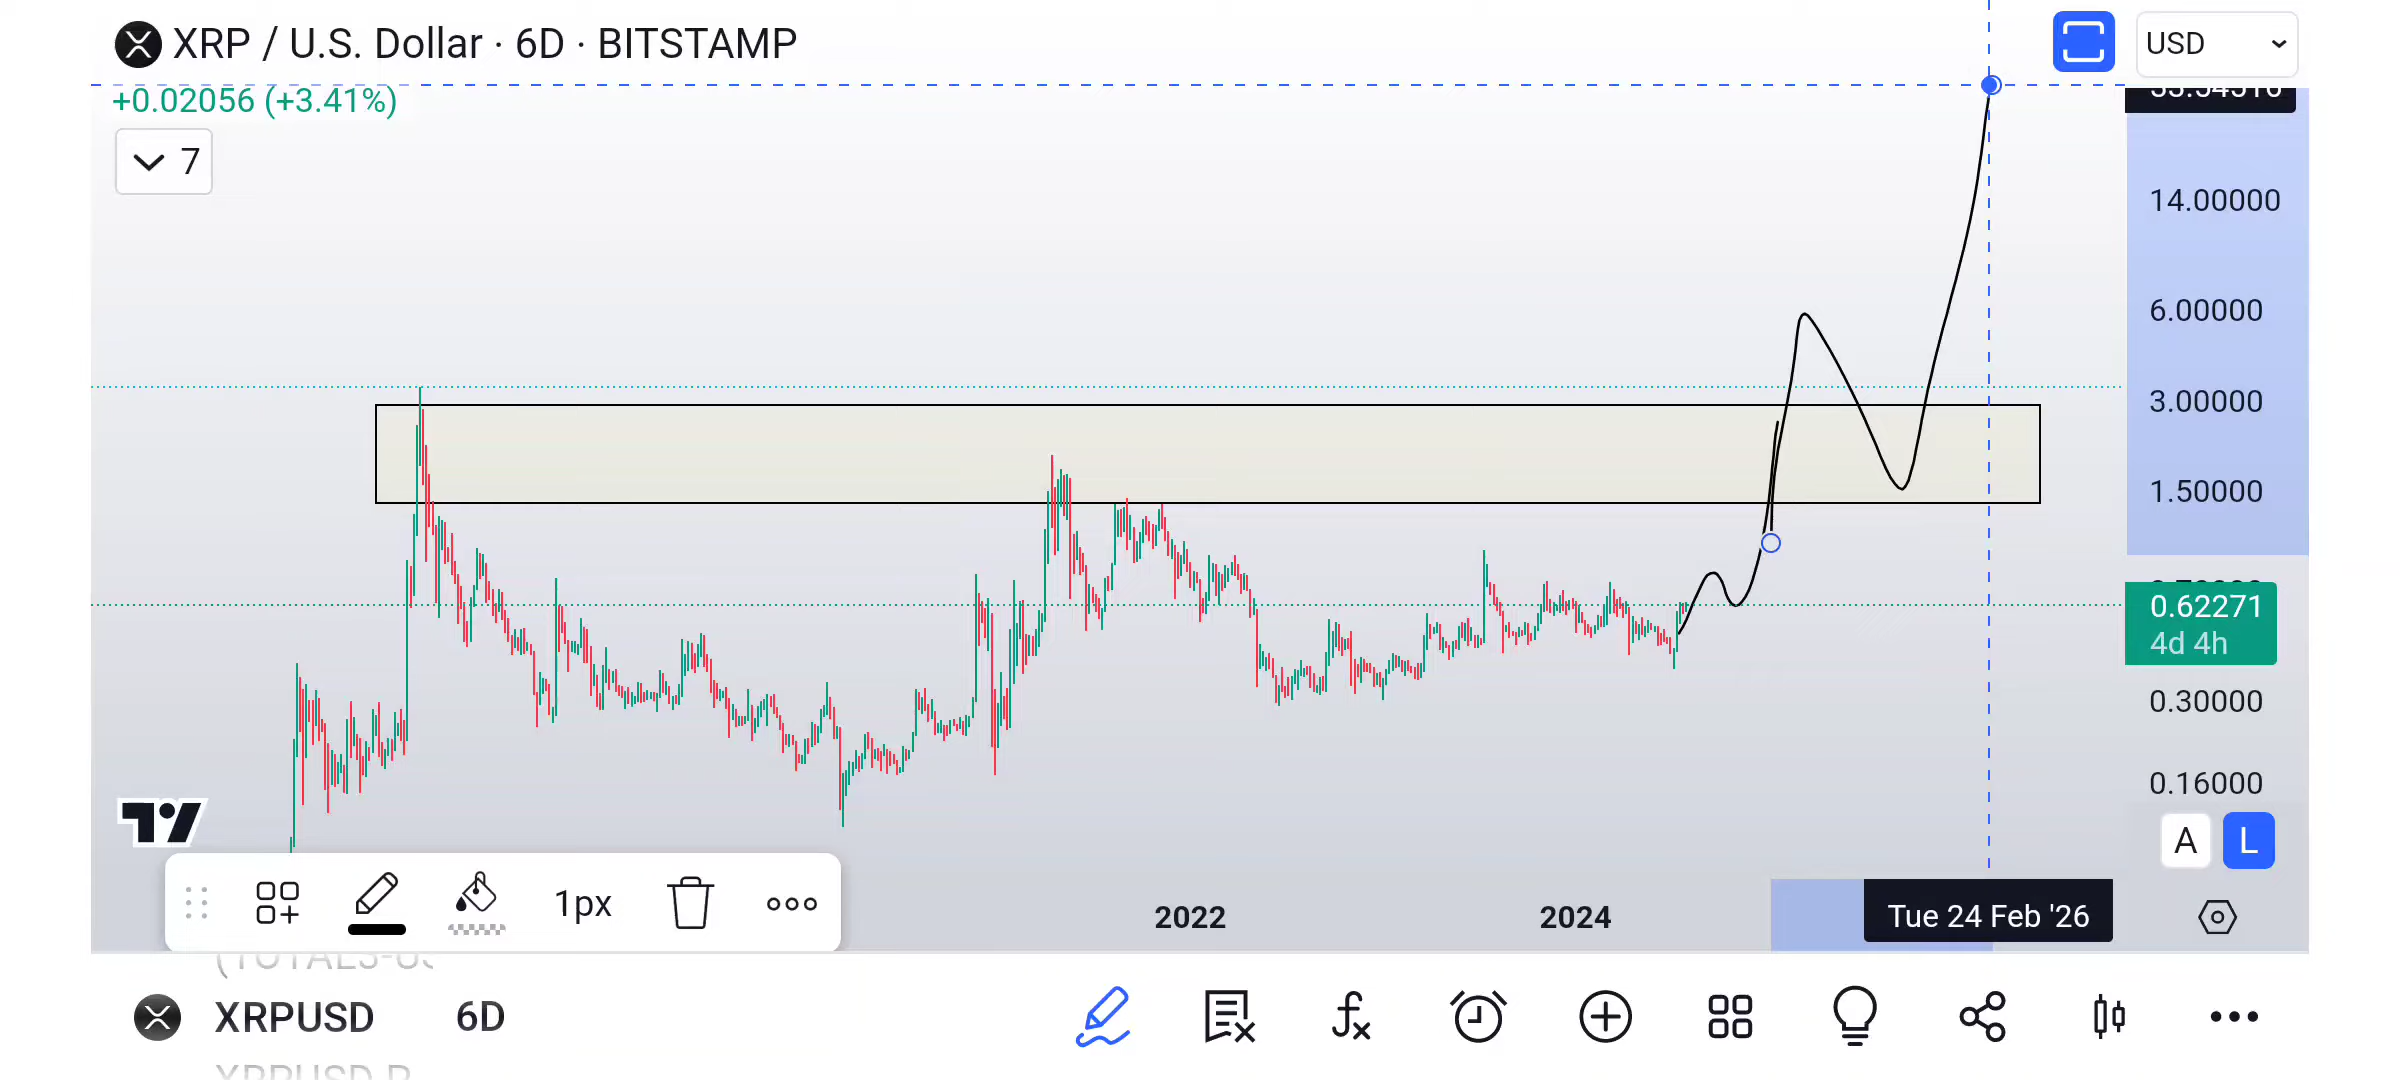 XRP / U.S. Dollar · 6D · BITSTAMP
USD
+0.02056 (+3.41%)
7
14.00000
6.00000
3.00000
1.50000
0.62271
4d 4h
0.30000
0.16000
A
L
1px
2022
2024
Tue 24 Feb '26
XRPUSD
6D